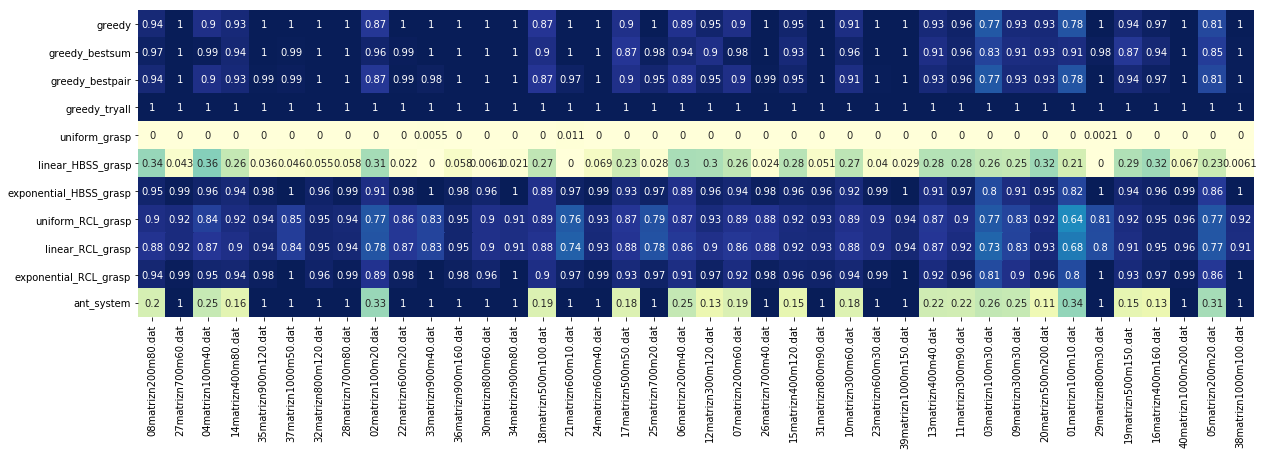 greedy 0.94 1 0.9 0.93 1 1 1 1 0.87 1 1 1 1 1 0.87 1 1 0.9 1 0.89 0.95 0.9 1 0.95 1 0.91 1 1 0.93 0.96 0.77 0.93 0.93 0.78 1 0.94 0.97 1 0.81 1
greedy_bestsum 0.97 1 0.99 0.94 1 0.99 1 1 0.96 0.99 1 1 1 1 0.9 1 1 0.87 0.98 0.94 0.9 0.98 1 0.93 1 0.96 1 1 0.91 0.96 0.83 0.91 0.93 0.91 0.98 0.87 0.94 1 0.85 1
greedy_bestpair 0.94 1 0.9 0.93 0.99 0.99 1 1 0.87 0.99 0.98 1 1 1 0.87 0.97 1 0.9 0.95 0.89 0.95 0.9 0.99 0.95 1 0.91 1 1 0.93 0.96 0.77 0.93 0.93 0.78 1 0.94 0.97 1 0.81 1
greedy_tryall 1 1 1 1 1 1 1 1 1 1 1 1 1 1 1 1 1 1 1 1 1 1 1 1 1 1 1 1 1 1 1 1 1 1 1 1 1 1 1 1
uniform_grasp 0 0 0 0 0 0 0 0 0 0 0.0055 0 0 0 0 0.011 0 0 0 0 0 0 0 0 0 0 0 0 0 0 0 0 0 0 0.0021 0 0 0 0 0
linear_HBSS_grasp 0.34 0.043 0.36 0.26 0.036 0.046 0.055 0.058 0.31 0.022 0 0.058 0.0061 0.021 0.27 0 0.069 0.23 0.028 0.3 0.3 0.26 0.024 0.28 0.051 0.27 0.04 0.029 0.28 0.28 0.26 0.25 0.32 0.21 0 0.29 0.32 0.067 0.23 0.0061
exponential_HBSS_grasp 0.95 0.99 0.96 0.94 0.98 1 0.96 0.99 0.91 0.98 1 0.98 0.96 1 0.89 0.97 0.99 0.93 0.97 0.89 0.96 0.94 0.98 0.96 0.96 0.92 0.99 1 0.91 0.97 0.8 0.91 0.95 0.82 1 0.94 0.96 0.99 0.86 1
uniform_RCL_grasp 0.9 0.92 0.84 0.92 0.94 0.85 0.95 0.94 0.77 0.86 0.83 0.95 0.9 0.91 0.89 0.76 0.93 0.87 0.79 0.87 0.93 0.89 0.88 0.92 0.93 0.89 0.9 0.94 0.87 0.9 0.77 0.83 0.92 0.64 0.81 0.92 0.95 0.96 0.77 0.92
linear_RCL_grasp 0.88 0.92 0.87 0.9 0.94 0.84 0.95 0.94 0.78 0.87 0.83 0.95 0.9 0.91 0.88 0.74 0.93 0.88 0.78 0.86 0.9 0.86 0.88 0.92 0.93 0.88 0.9 0.94 0.87 0.92 0.73 0.83 0.93 0.68 0.8 0.91 0.95 0.96 0.77 0.91
exponential_RCL_grasp 0.94 0.99 0.95 0.94 0.98 1 0.96 0.99 0.89 0.98 1 0.98 0.96 1 0.9 0.97 0.99 0.93 0.97 0.91 0.97 0.92 0.98 0.96 0.96 0.94 0.99 1 0.92 0.96 0.81 0.9 0.96 0.8 1 0.93 0.97 0.99 0.86 1
ant_system 0.2 1 0.25 0.16 1 1 1 1 0.33 1 1 1 1 1 0.19 1 1 0.18 1 0.25 0.13 0.19 1 0.15 1 0.18 1 1 0.22 0.22 0.26 0.25 0.11 0.34 1 0.15 0.13 1 0.31 1
08matrizn200m80.dat
27matrizn700m60.dat
04matrizn100m40.dat
14matrizn400m80.dat
35matrizn900m120.dat
37matrizn1000m50.dat
32matrizn800m120.dat
28matrizn700m80.dat
02matrizn100m20.dat
22matrizn600m20.dat
33matrizn900m40.dat
36matrizn900m160.dat
30matrizn800m60.dat
34matrizn900m80.dat
18matrizn500m100.dat
21matrizn600m10.dat
24matrizn600m40.dat
17matrizn500m50.dat
25matrizn700m20.dat
06matrizn200m40.dat
12matrizn300m120.dat
07matrizn200m60.dat
26matrizn700m40.dat
15matrizn400m120.dat
31matrizn800m90.dat
10matrizn300m60.dat
23matrizn600m30.dat
39matrizn1000m150.dat
13matrizn400m40.dat
11matrizn300m90.dat
03matrizn100m30.dat
09matrizn300m30.dat
20matrizn500m200.dat
01matrizn100m10.dat
29matrizn800m30.dat
19matrizn500m150.dat
16matrizn400m160.dat
40matrizn1000m200.dat
05matrizn200m20.dat
38matrizn1000m100.dat